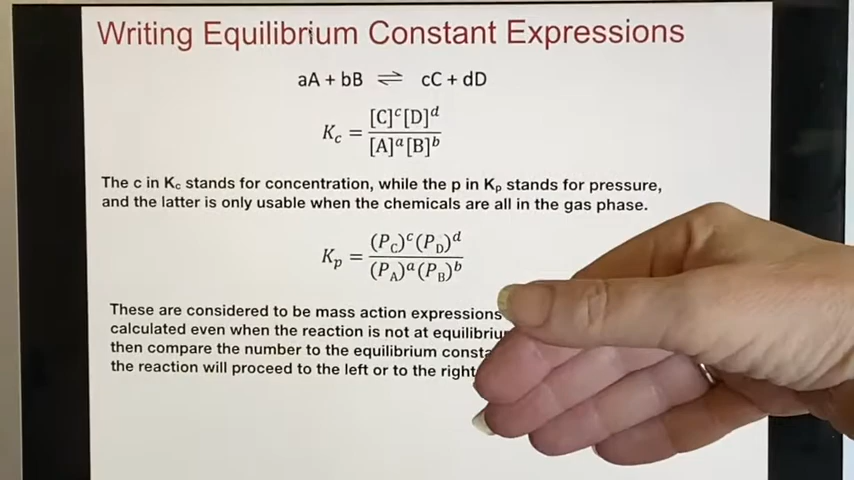 Writing Equilibrium Constant Expressions
aA + bB ⇌ cC + dD
K_c = [C]^c[D]^d / [A]^a[B]^b
The c in K_c stands for concentration, while the p in K_p stands for pressure,
and the latter is only usable when the chemicals are all in the gas phase.
K_p = (P_C)^c(P_D)^d / (P_A)^a(P_B)^b
These are considered to be mass action expressions
calculated even when the reaction is not at
then compare the number to the equilibrium
the reaction will proceed to the left or to the right